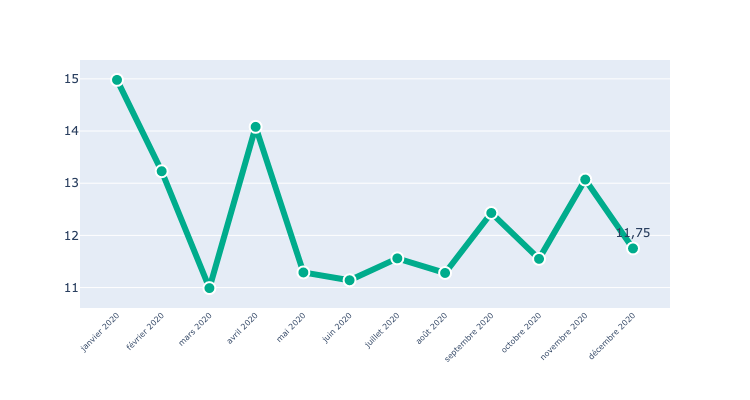 15
14
13
12
11
11,75
janvier 2020
février 2020
mars 2020
avril 2020
mai 2020
juin 2020
juillet 2020
août 2020
septembre 2020
octobre 2020
novembre 2020
décembre 2020